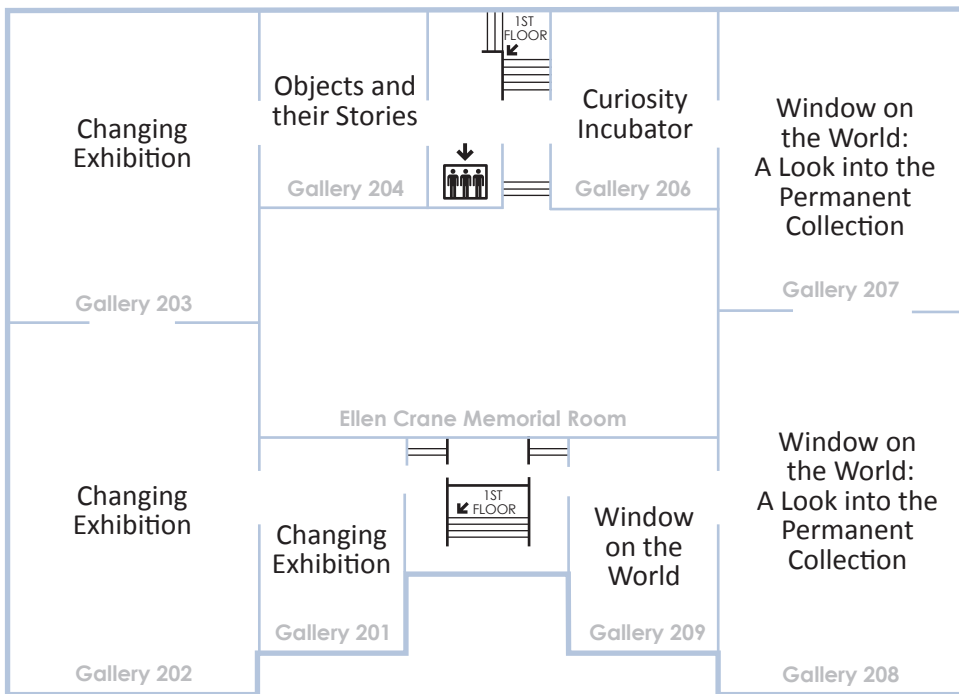 1ST
FLOOR
Objects and
their Stories
Gallery 204
Changing
Exhibition
Gallery 203
Curiosity
Incubator
Gallery 206
Window on
the World:
A Look into the
Permanent
Collection
Gallery 207
Ellen Crane Memorial Room
Changing
Exhibition
Gallery 202
Changing
Exhibition
Gallery 201
1ST
FLOOR
Window
on the
World
Gallery 209
Window on
the World:
A Look into the
Permanent
Collection
Gallery 208